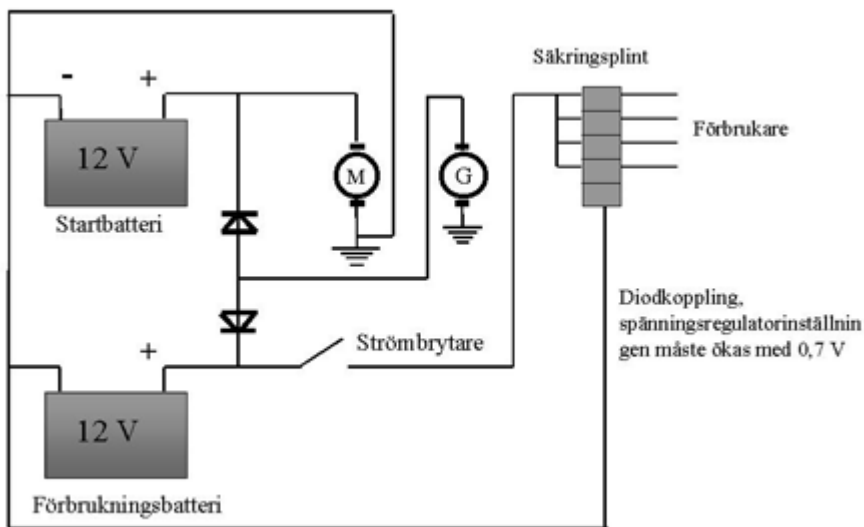 Säkringsplint
- +
12 V
Förbrukare
M
G
Startbatteri
Diodkoppling,
spänningsregulatorinställnin
gen måste ökas med 0,7 V
+
Strömbrytare
12 V
Förbrukningsbatteri